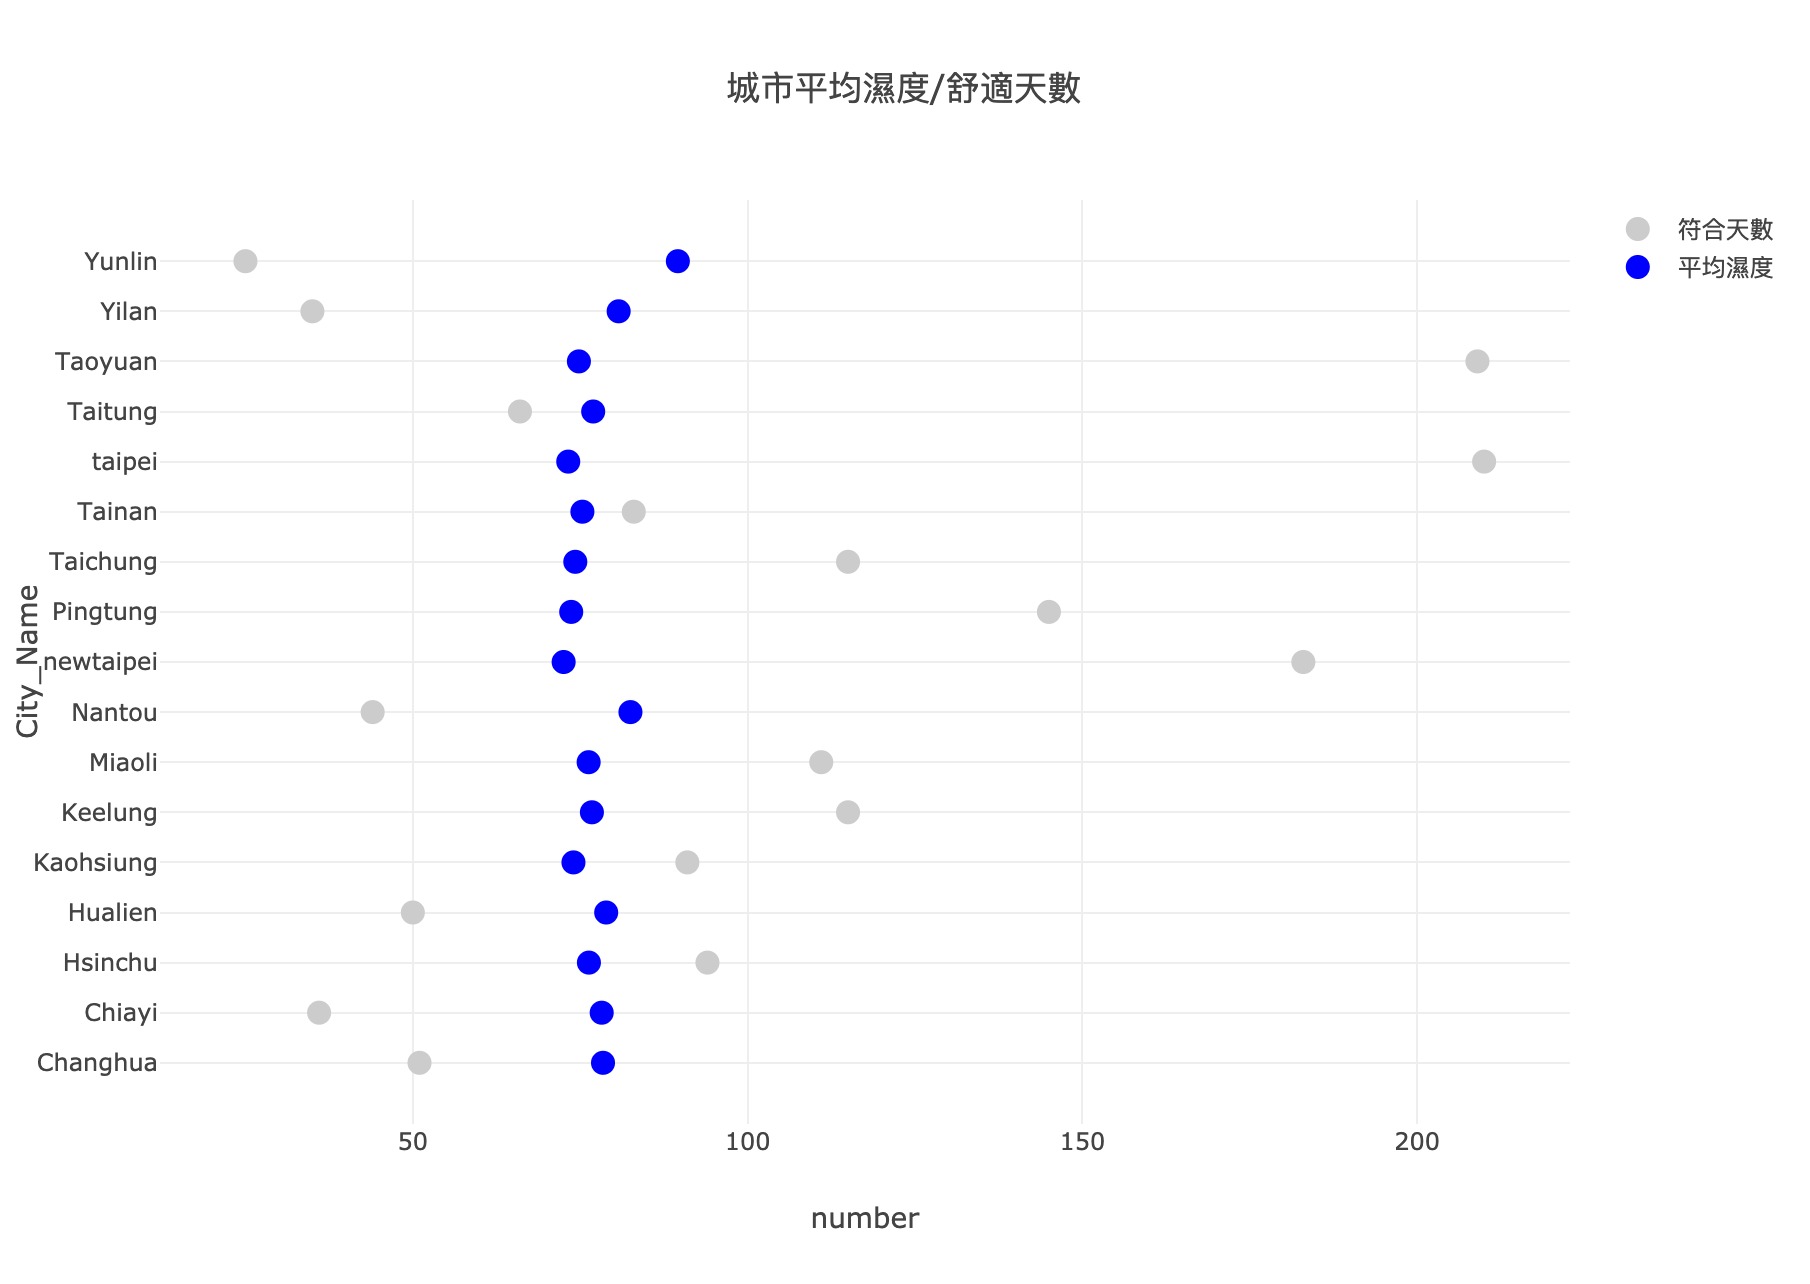 城市平均濕度/舒適天數
符合天數
平均濕度
Yunlin
Yilan
Taoyuan
Taitung
taipei
Tainan
Taichung
Pingtung
newtaipei
Nantou
Miaoli
Keelung
Kaohsiung
Hualien
Hsinchu
Chiayi
Changhua
City_Name
50 100 150 200
number